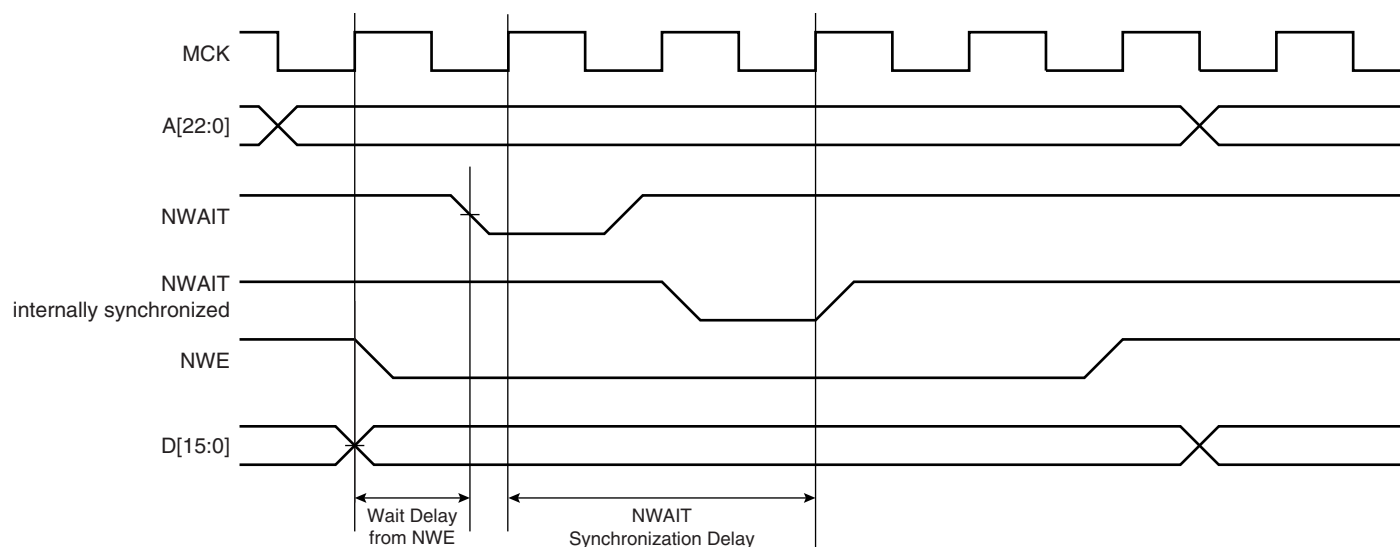 MCK
A[22:0]
NWAIT
NWAIT
internally synchronized
NWE
D[15:0]
Wait Delay
from NWE
NWAIT
Synchronization Delay